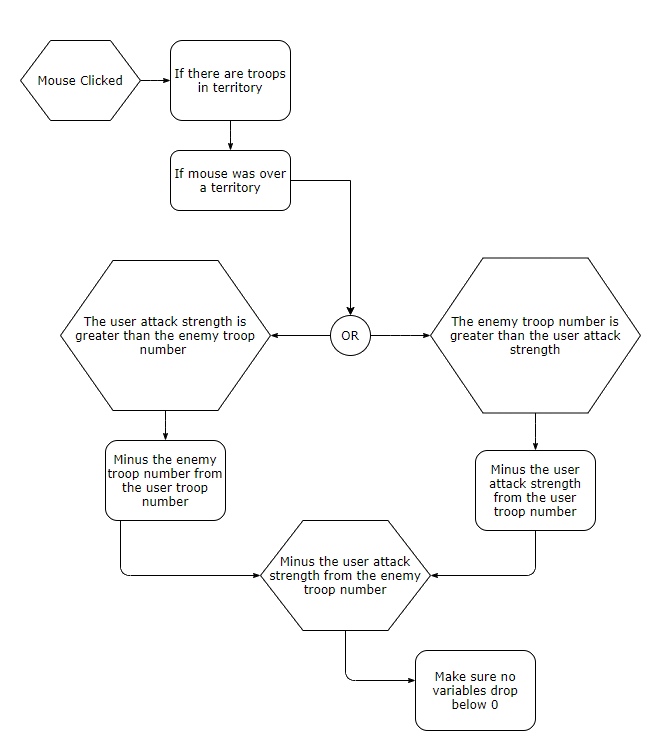 Mouse Clicked
If there are troops
in territory
If mouse was over
a territory
OR
The user attack strength is
greater than the enemy troop
number
The enemy troop number is
greater than the user attack
strength
Minus the enemy
troop number from
the user troop
number
Minus the user
attack strength
from the user
troop number
Minus the user attack
strength from the enemy
troop number
Make sure no
variables drop
below 0